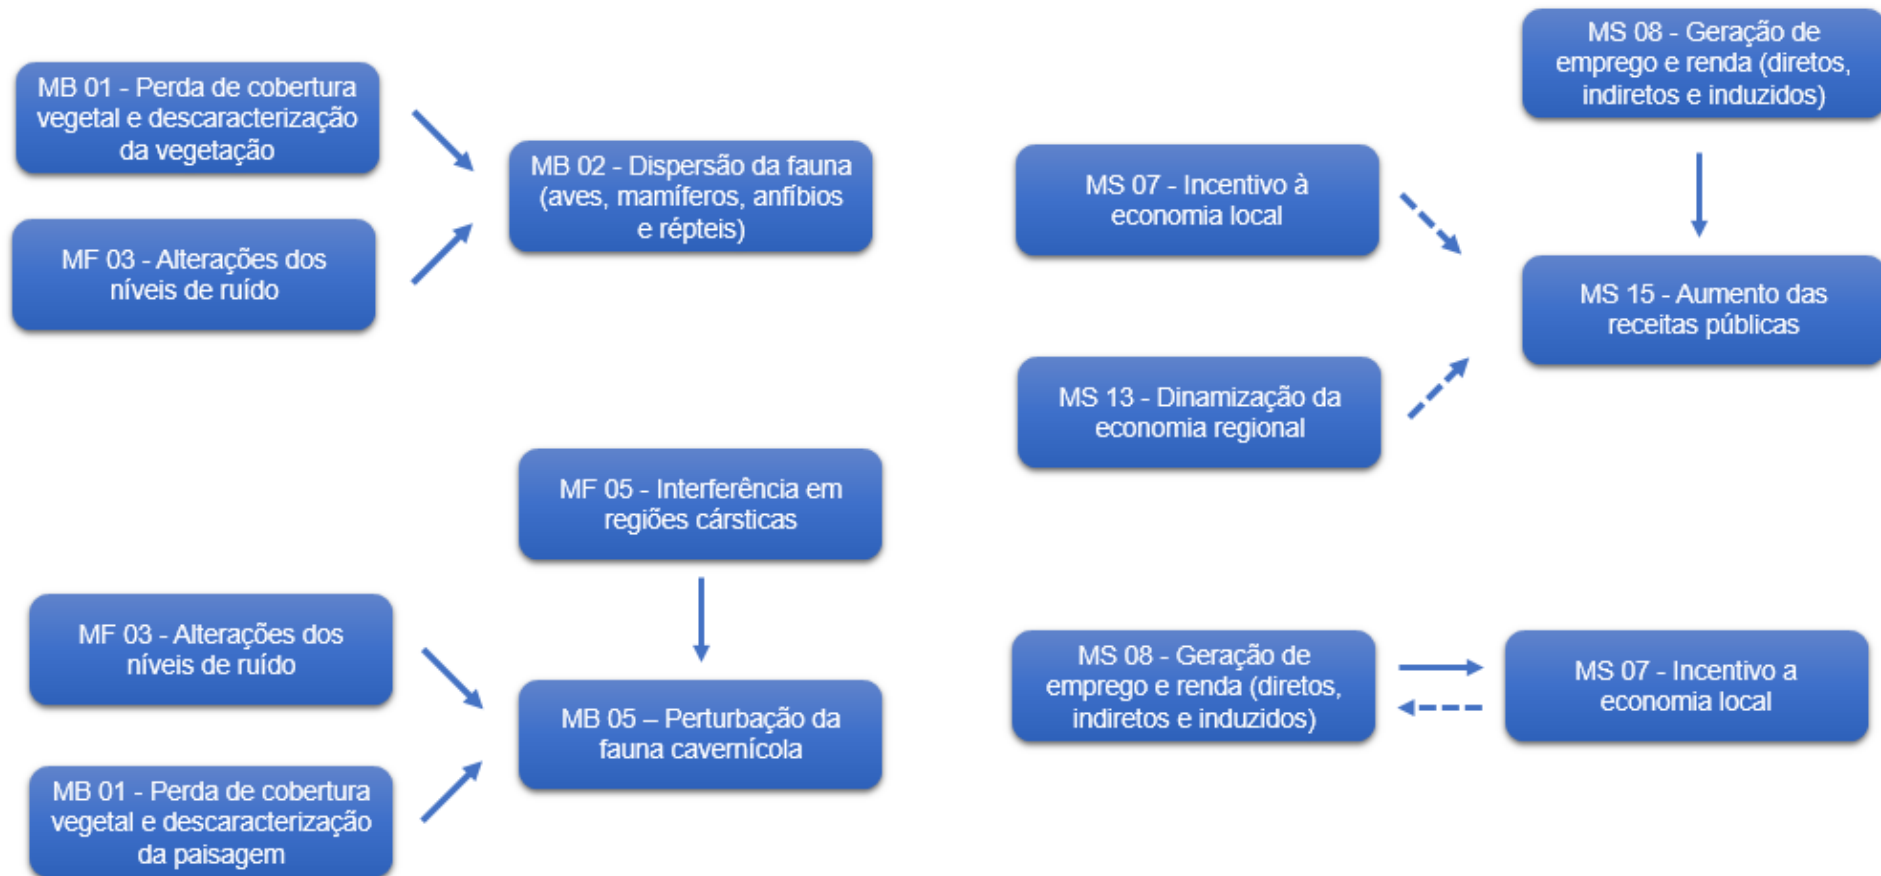 MB 01 - Perda de cobertura
vegetal e descaracterização
da vegetação
MF 03 - Alterações dos
níveis de ruído
MB 02 - Dispersão da fauna
(aves, mamíferos, anfíbios
e répteis)
MS 08 - Geração de
emprego e renda (diretos,
indiretos e induzidos)
MS 07 - Incentivo à
economia local
MS 15 - Aumento das
receitas públicas
MS 13 - Dinamização da
economia regional
MF 05 - Interferência em
regiões cársticas
MF 03 - Alterações dos
níveis de ruído
MB 05 – Perturbação da
fauna cavernícola
MB 01 - Perda de cobertura
vegetal e descaracterização
da paisagem
MS 08 - Geração de
emprego e renda (diretos,
indiretos e induzidos)
MS 07 - Incentivo a
economia local